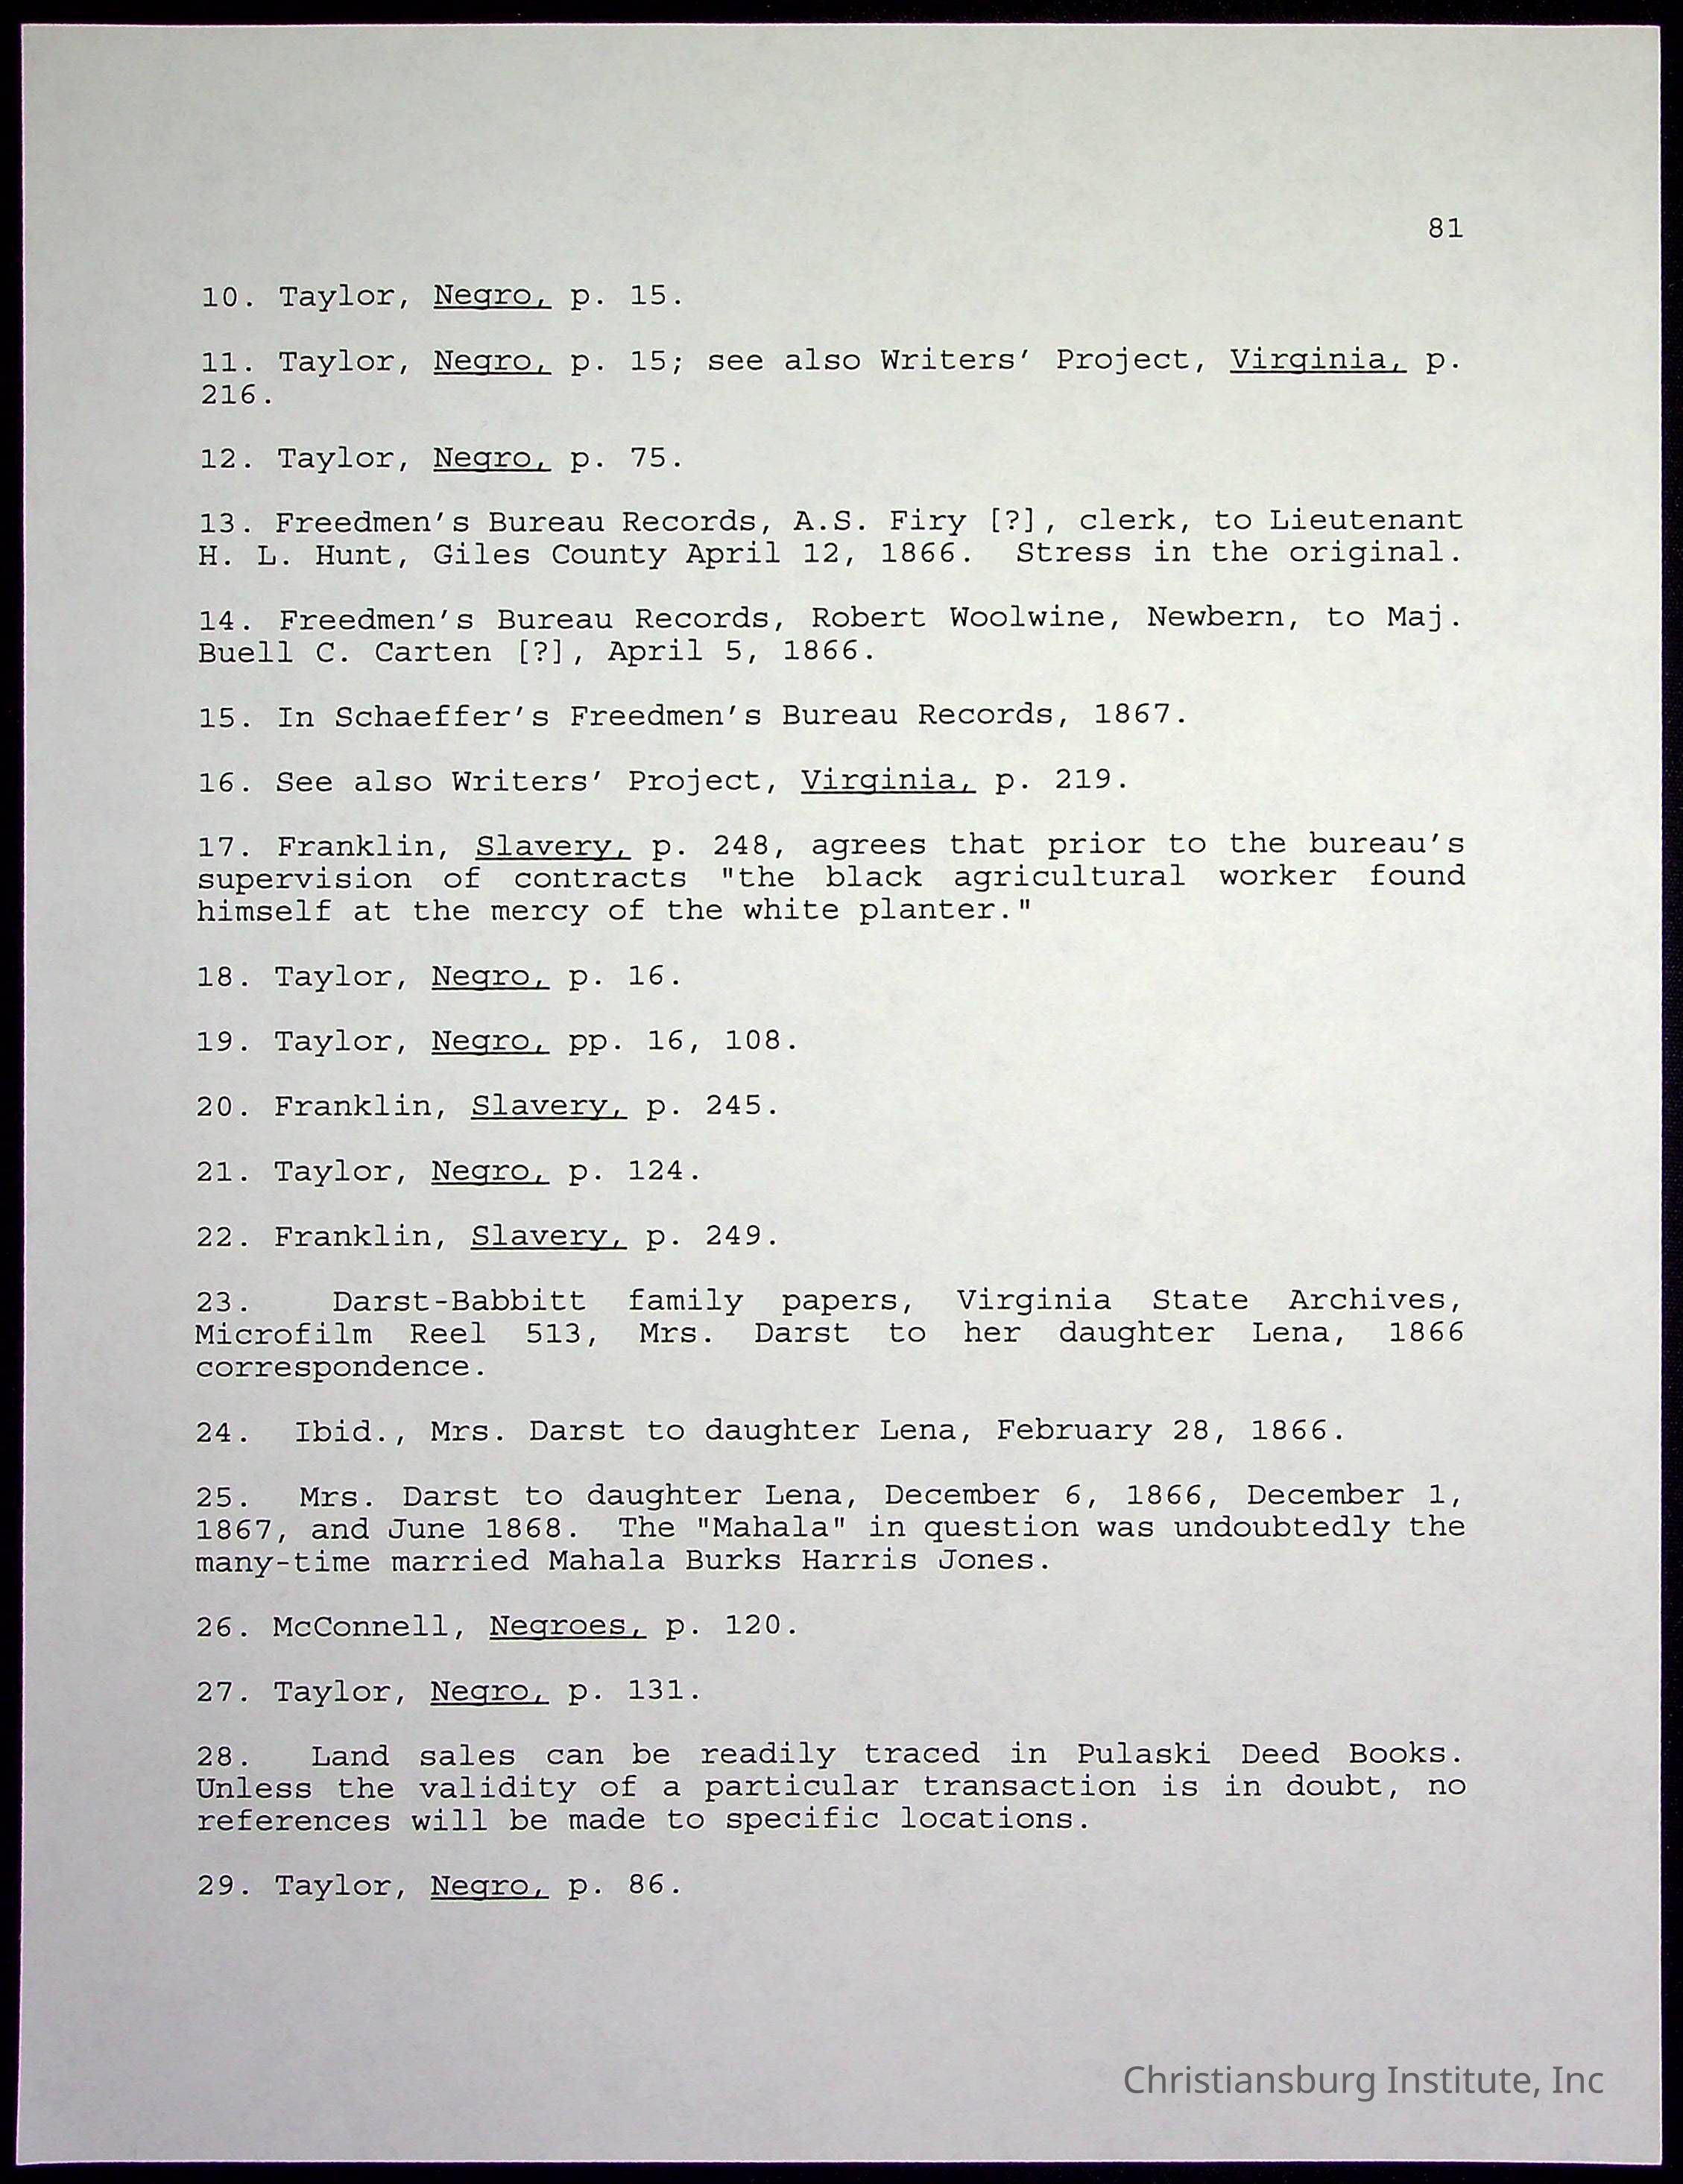 81
10. Taylor, Negro, p. 15.
11. Taylor, Negro, p. 15; see also Writers' Project, Virginia, p.
216.
12. Taylor, Negro, p. 75.
13. Freedmen's Bureau Records, A.S. Firy [?], clerk, to Lieutenant
H. L. Hunt, Giles County April 12, 1866. Stress in the original.
14. Freedmen's Bureau Records, Robert Woolwine, Newbern, to Maj.
Buell C. Carten [?], April 5, 1866.
15. In Schaeffer's Freedmen's Bureau Records, 1867.
16. See also Writers' Project, Virginia, p. 219.
17. Franklin, Slavery, p. 248, agrees that prior to the bureau's
supervision of contracts "the black agricultural worker found
himself at the mercy of the white planter."
18. Taylor, Negro, p. 16.
19. Taylor, Negro, pp. 16, 108.
20. Franklin, Slavery, p. 245.
21. Taylor, Negro, p. 124.
22. Franklin, Slavery, p. 249.
23. Darst-Babbitt family papers, Virginia State Archives,
Microfilm Reel 513, Mrs. Darst to her daughter Lena, 1866
correspondence.
24. Ibid., Mrs. Darst to daughter Lena, February 28, 1866.
25. Mrs. Darst to daughter Lena, December 6, 1866, December 1,
1867, and June 1868. The "Mahala" in question was undoubtedly the
many-time married Mahala Burks Harris Jones.
26. McConnell, Negroes, p. 120.
27. Taylor, Negro, p. 131.
28. Land sales can be readily traced in Pulaski Deed Books.
Unless the validity of a particular transaction is in doubt, no
references will be made to specific locations.
29. Taylor, Negro, p. 86.
Christiansburg Institute, Inc